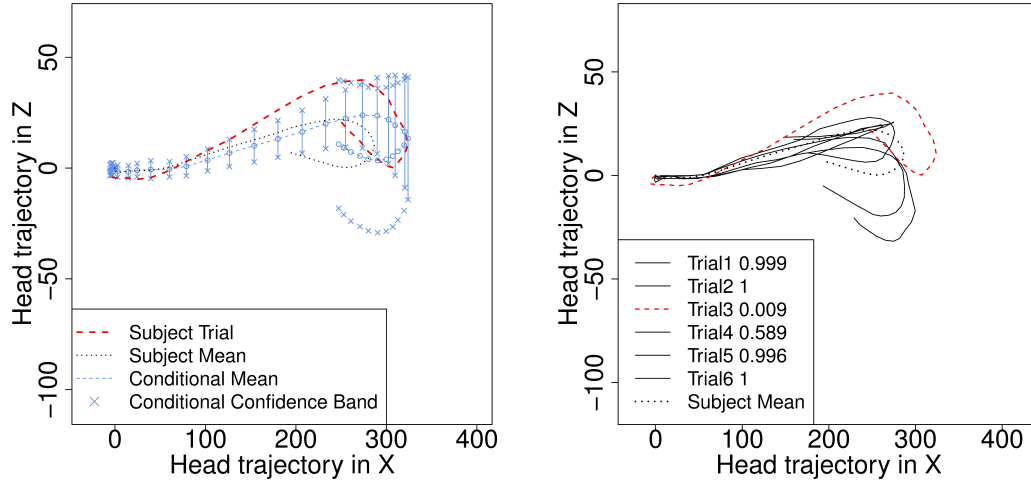 Head trajectory in Z
50
0
−50
−100
Subject Trial
Subject Mean
Conditional Mean
Conditional Confidence Band
0 100 200 300 400
Head trajectory in X
Head trajectory in Z
50
0
−50
−100
Trial1 0.999
Trial2 1
Trial3 0.009
Trial4 0.589
Trial5 0.996
Trial6 1
Subject Mean
0 100 200 300 400
Head trajectory in X